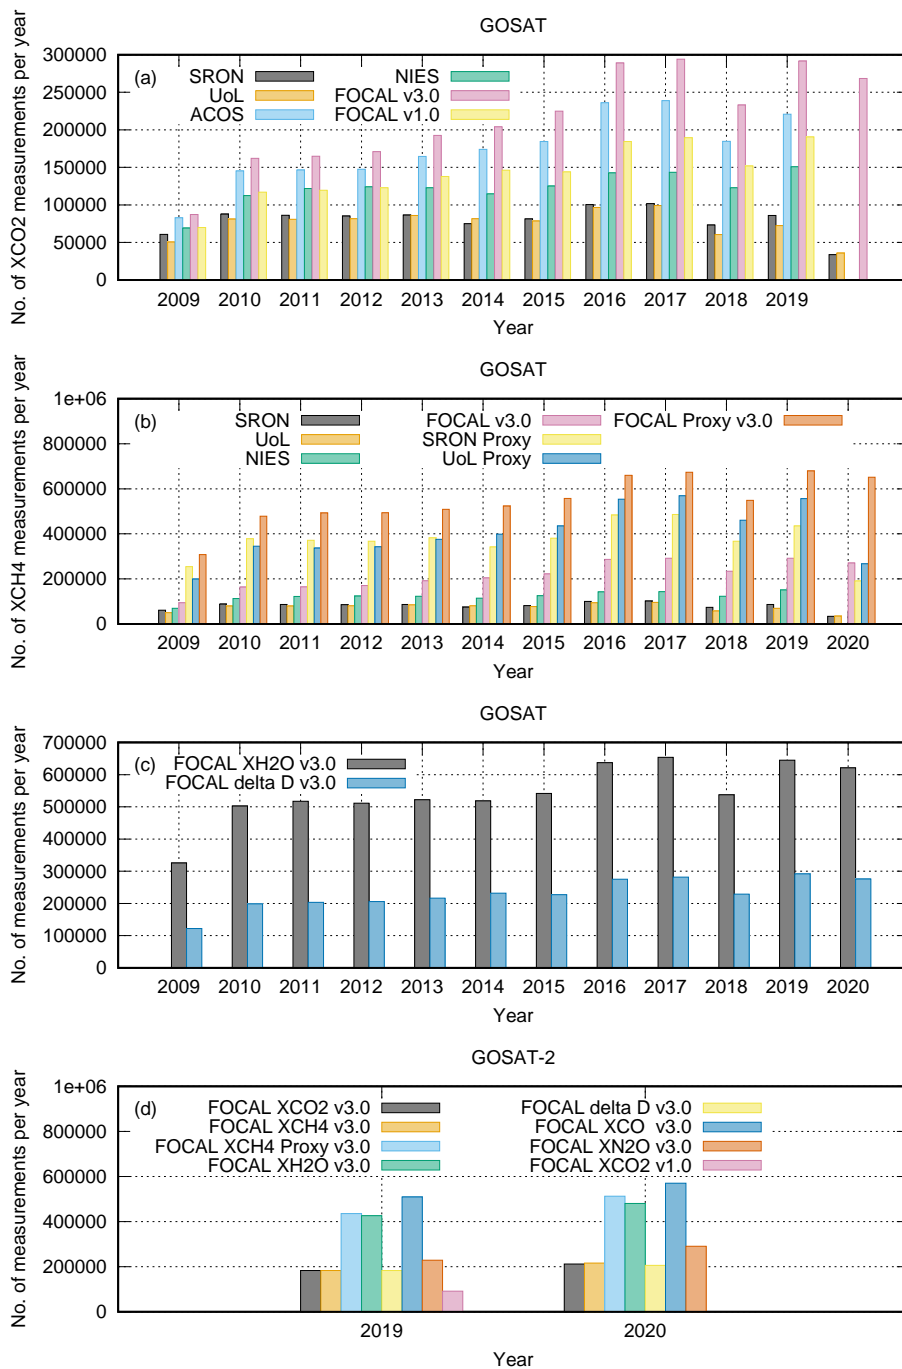 GOSAT
No. of XCO2 measurements per year
300000
250000
200000
150000
100000
50000
0
(a)
SRON
UoL
ACOS
NIES
FOCAL v3.0
FOCAL v1.0
2009 2010 2011 2012 2013 2014 2015 2016 2017 2018 2019
Year
GOSAT
No. of XCH4 measurements per year
1e+06
800000
600000
400000
200000
0
(b)
SRON
UoL
NIES
FOCAL v3.0
SRON Proxy
UoL Proxy
FOCAL Proxy v3.0
2009 2010 2011 2012 2013 2014 2015 2016 2017 2018 2019 2020
Year
GOSAT
No. of measurements per year
700000
600000
500000
400000
300000
200000
100000
0
(c)
FOCAL XH2O v3.0
FOCAL delta D v3.0
2009 2010 2011 2012 2013 2014 2015 2016 2017 2018 2019 2020
Year
GOSAT-2
No. of measurements per year
1e+06
800000
600000
400000
200000
0
(d)
FOCAL XCO2 v3.0
FOCAL XCH4 v3.0
FOCAL XCH4 Proxy v3.0
FOCAL XH2O v3.0
FOCAL delta D v3.0
FOCAL XCO v3.0
FOCAL XN2O v3.0
FOCAL XCO2 v1.0
2019 2020
Year